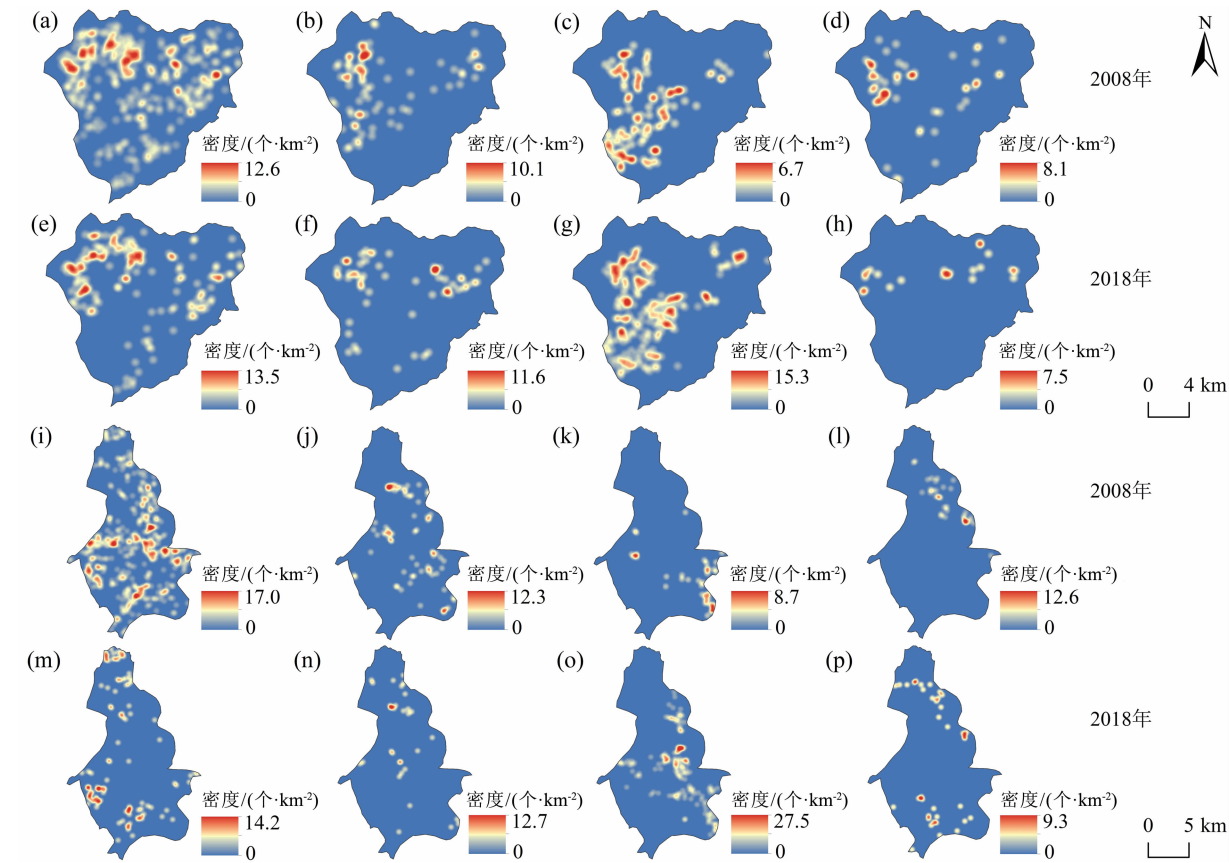 (a)
(b)
(c)
(d)
N
2008年
密度/(个·km-2)
12.6
0
密度/(个·km-2)
10.1
0
密度/(个·km-2)
6.7
0
密度/(个·km-2)
8.1
0
(e)
(f)
(g)
(h)
2018年
密度/(个·km-2)
13.5
0
密度/(个·km-2)
11.6
0
密度/(个·km-2)
15.3
0
密度/(个·km-2)
7.5
0
0 4 km
(i)
(j)
(k)
(l)
2008年
密度/(个·km-2)
17.0
0
密度/(个·km-2)
12.3
0
密度/(个·km-2)
8.7
0
密度/(个·km-2)
12.6
0
(m)
(n)
(o)
(p)
2018年
密度/(个·km-2)
14.2
0
密度/(个·km-2)
12.7
0
密度/(个·km-2)
27.5
0
密度/(个·km-2)
9.3
0
0 5 km